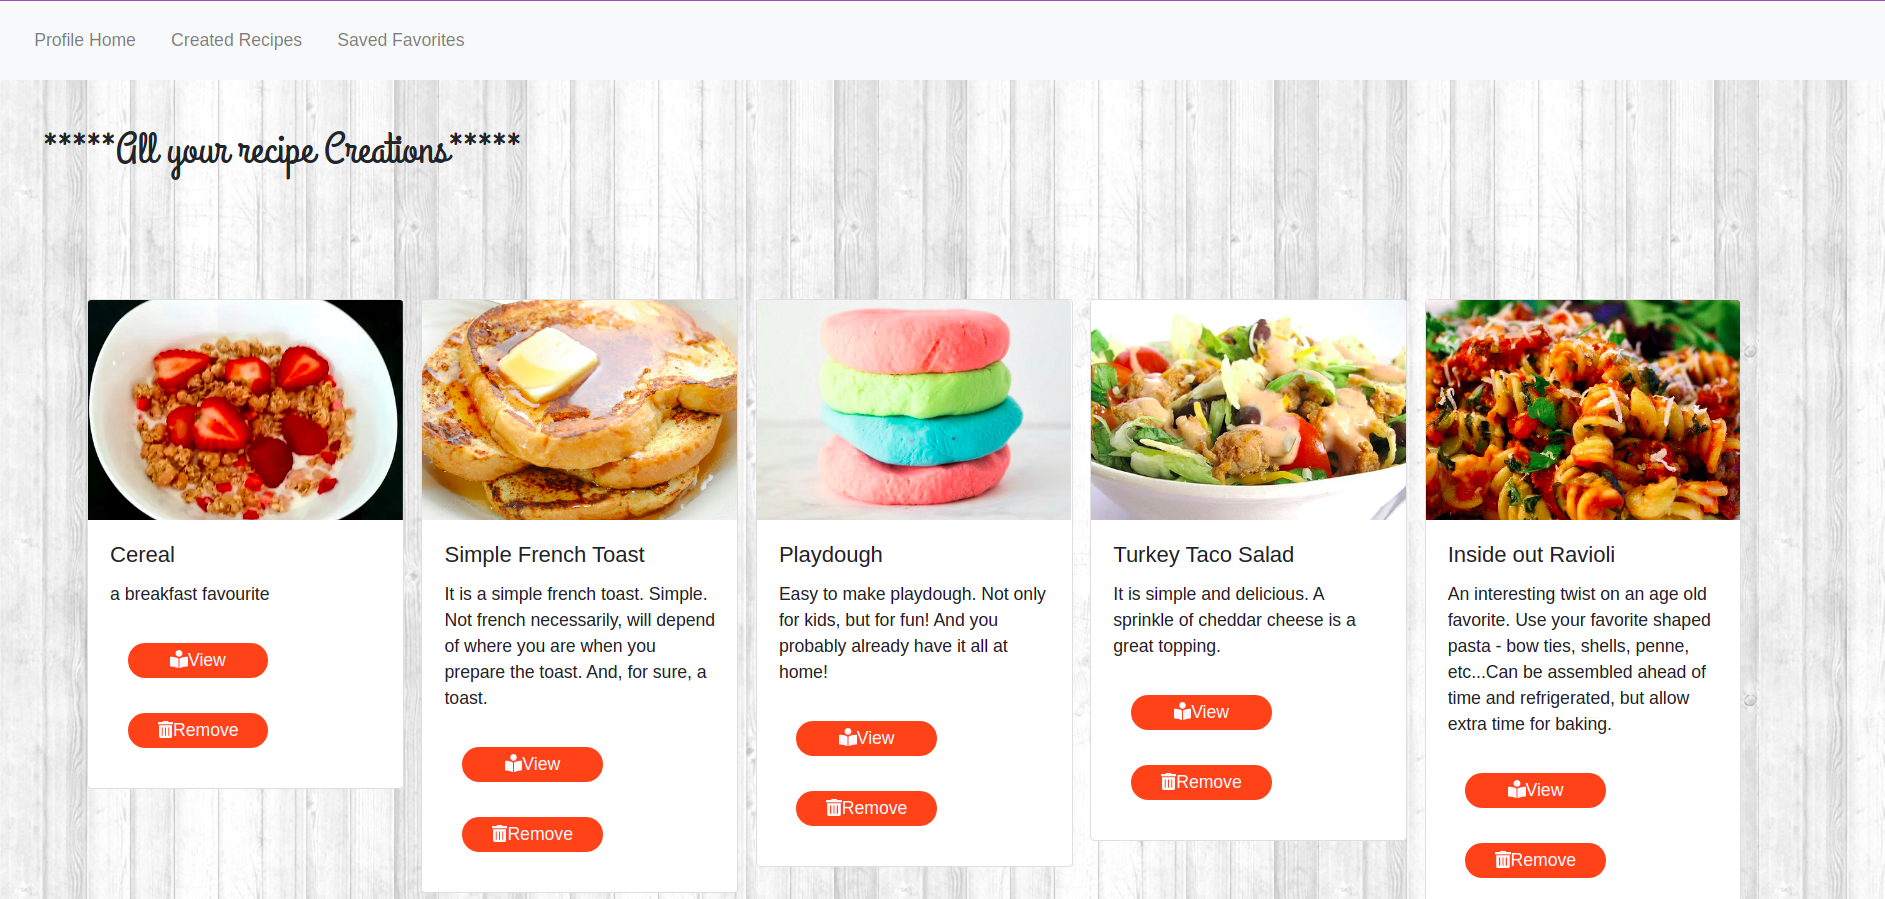 Profile Home Created Recipes Saved Favorites
*****All your recipe Creations*****
Cereal
a breakfast favourite
View
Remove
Simple French Toast
It is a simple french toast. Simple.
Not french necessarily, will depend
of where you are when you
prepare the toast. And, for sure, a
toast.
View
Remove
Playdough
Easy to make playdough. Not only
for kids, but for fun! And you
probably already have it all at
home!
View
Remove
Turkey Taco Salad
It is simple and delicious. A
sprinkle of cheddar cheese is a
great topping.
View
Remove
Inside out Ravioli
An interesting twist on an age old
favorite. Use your favorite shaped
pasta - bow ties, shells, penne,
etc...Can be assembled ahead of
time and refrigerated, but allow
extra time for baking.
View
Remove